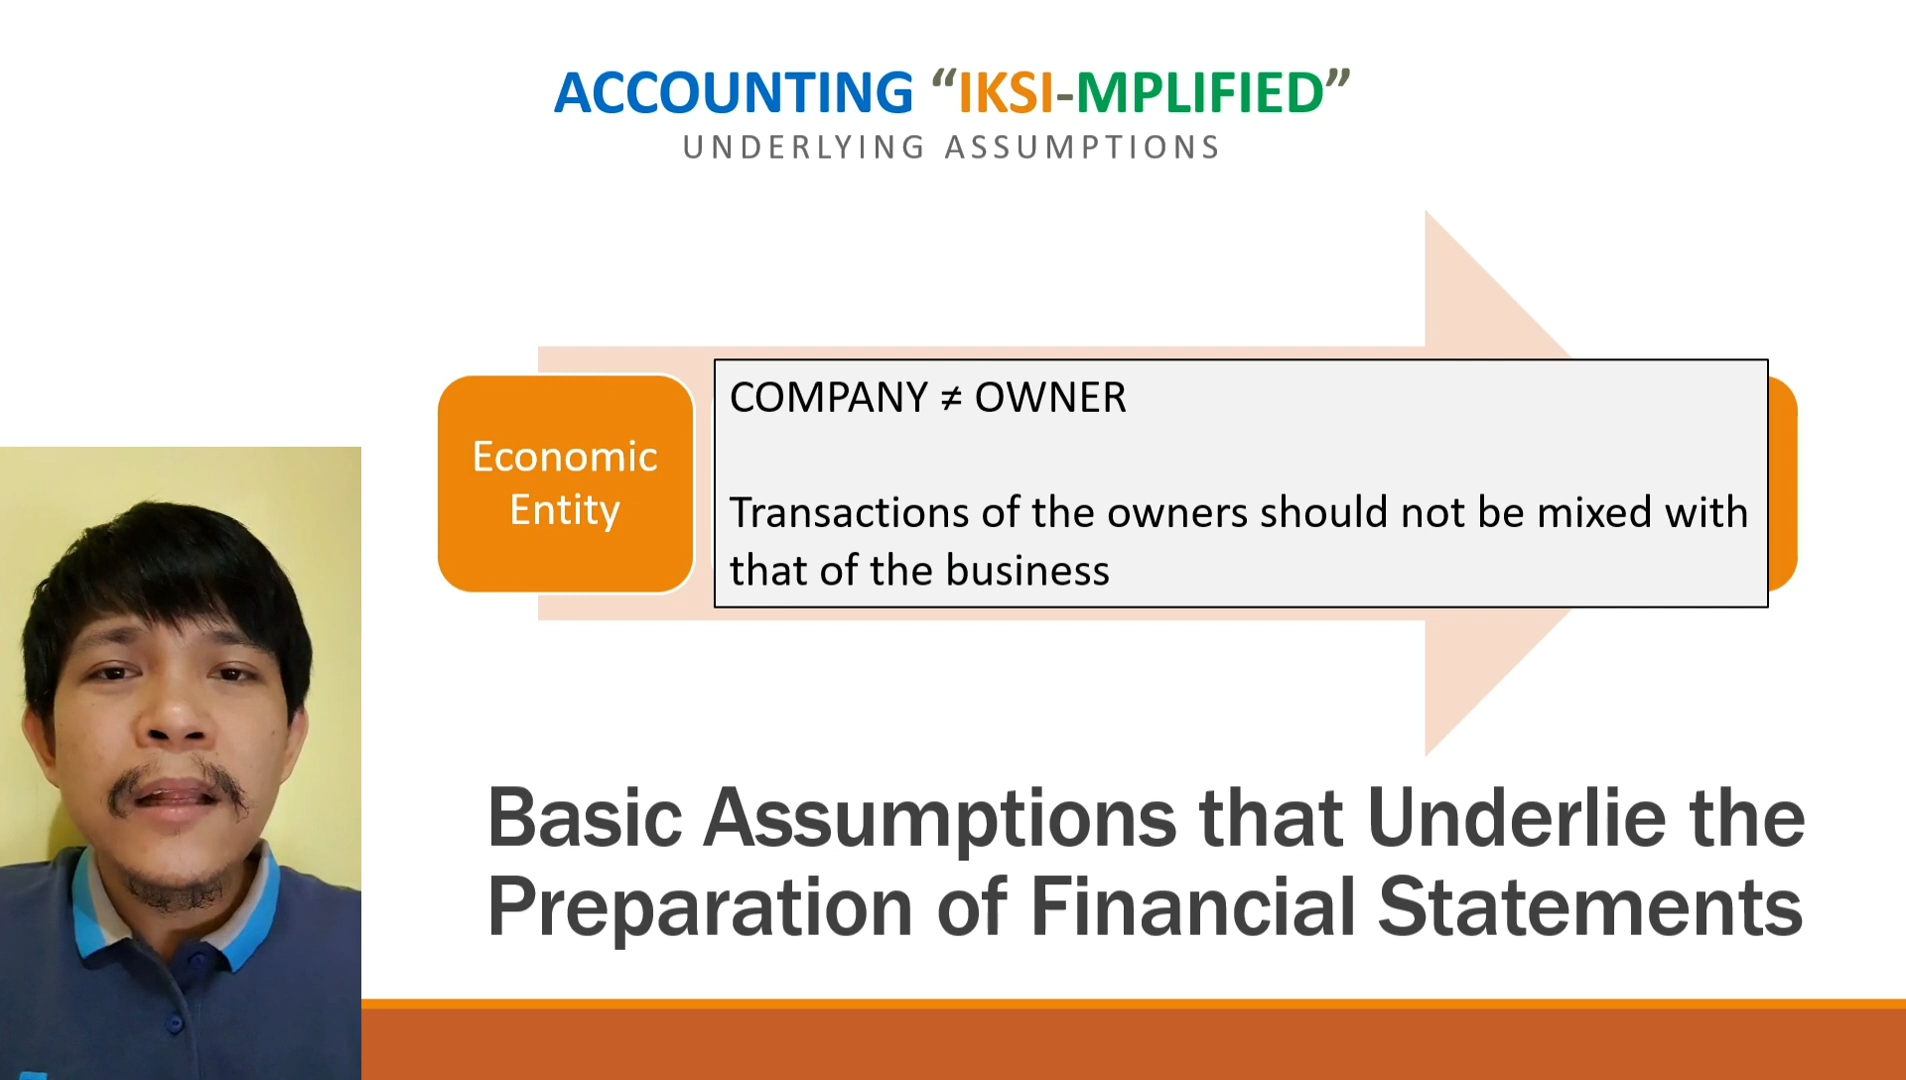 ACCOUNTING “IKSI-MPLIFIED”
UNDERLYING ASSUMPTIONS
Economic
Entity
COMPANY ≠ OWNER
Transactions of the owners should not be mixed with
that of the business
Basic Assumptions that Underlie the
Preparation of Financial Statements